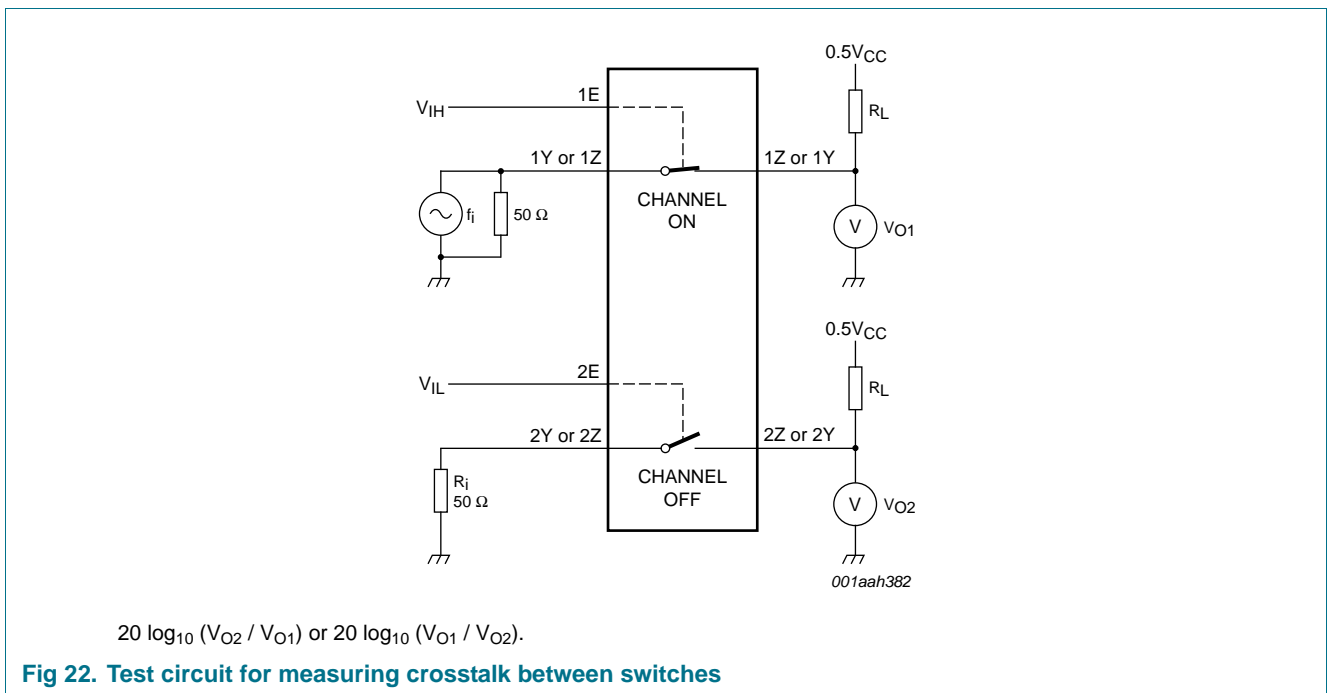 0.5VCC
RL
1E
VIH
1Y or 1Z
1Z or 1Y
CHANNEL
ON
fi
50 Ω
V
VO1
0.5VCC
RL
2E
VIL
2Y or 2Z
2Z or 2Y
CHANNEL
OFF
Ri
50 Ω
V
VO2
001aah382
20 log10 (VO2 / VO1) or 20 log10 (VO1 / VO2).
Fig 22. Test circuit for measuring crosstalk between switches